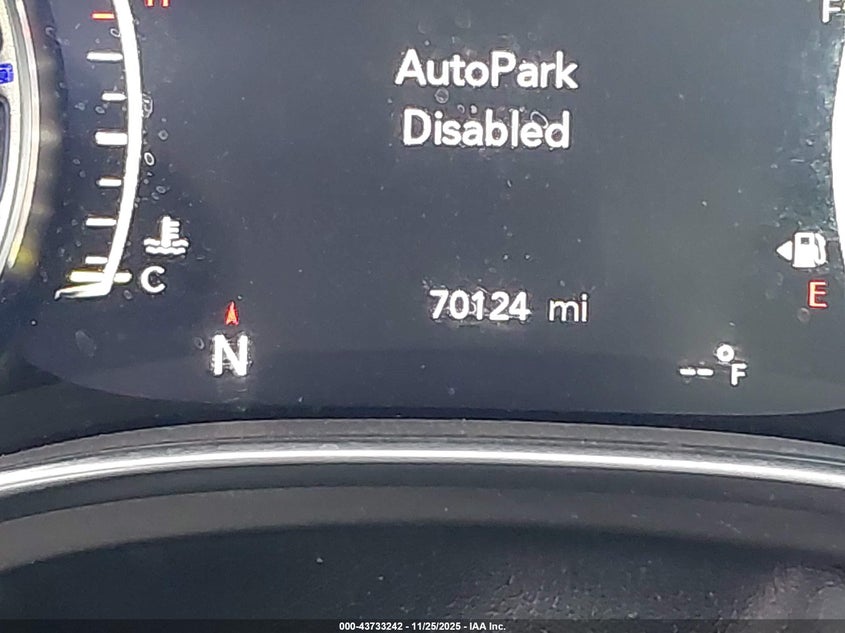 H
F
AutoPark
Disabled
C
E
70124 mi
N
--°F
000-43733242 - 11/25/2025 - IAA Inc.